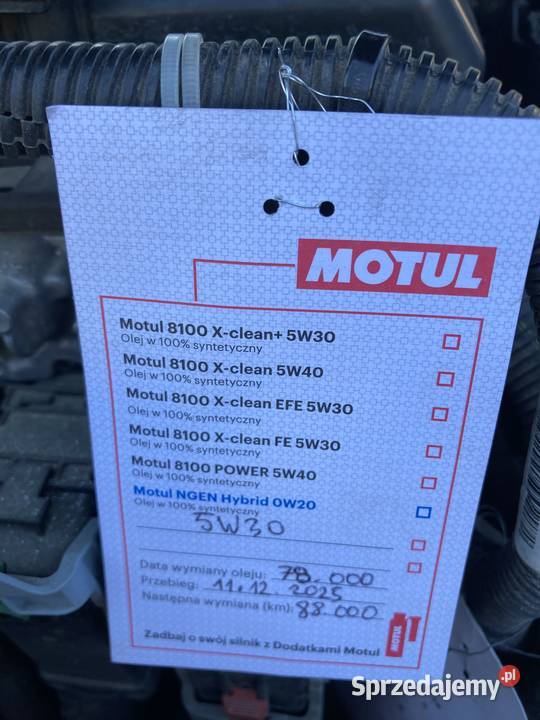 MOTUL
Motul 8100 X-clean+ 5W30
Olej w 100% syntetyczny
Motul 8100 X-clean 5W40
Olej w 100% syntetyczny
Motul 8100 X-clean EFE 5W30
Olej w 100% syntetyczny
Motul 8100 X-clean FE 5W30
Olej w 100% syntetyczny
Motul 8100 POWER 5W40
Olej w 100% syntetyczny
Motul NGEN Hybrid 0W20
Olej w 100% syntetyczny
5W30
Data wymiany oleju: 78.000
Przebieg: 11.12.2025
Następna wymiana (km): 88.000
Zadbaj o swój silnik z Dodatkami Motul
MOTUL
Sprzedajemy.pl